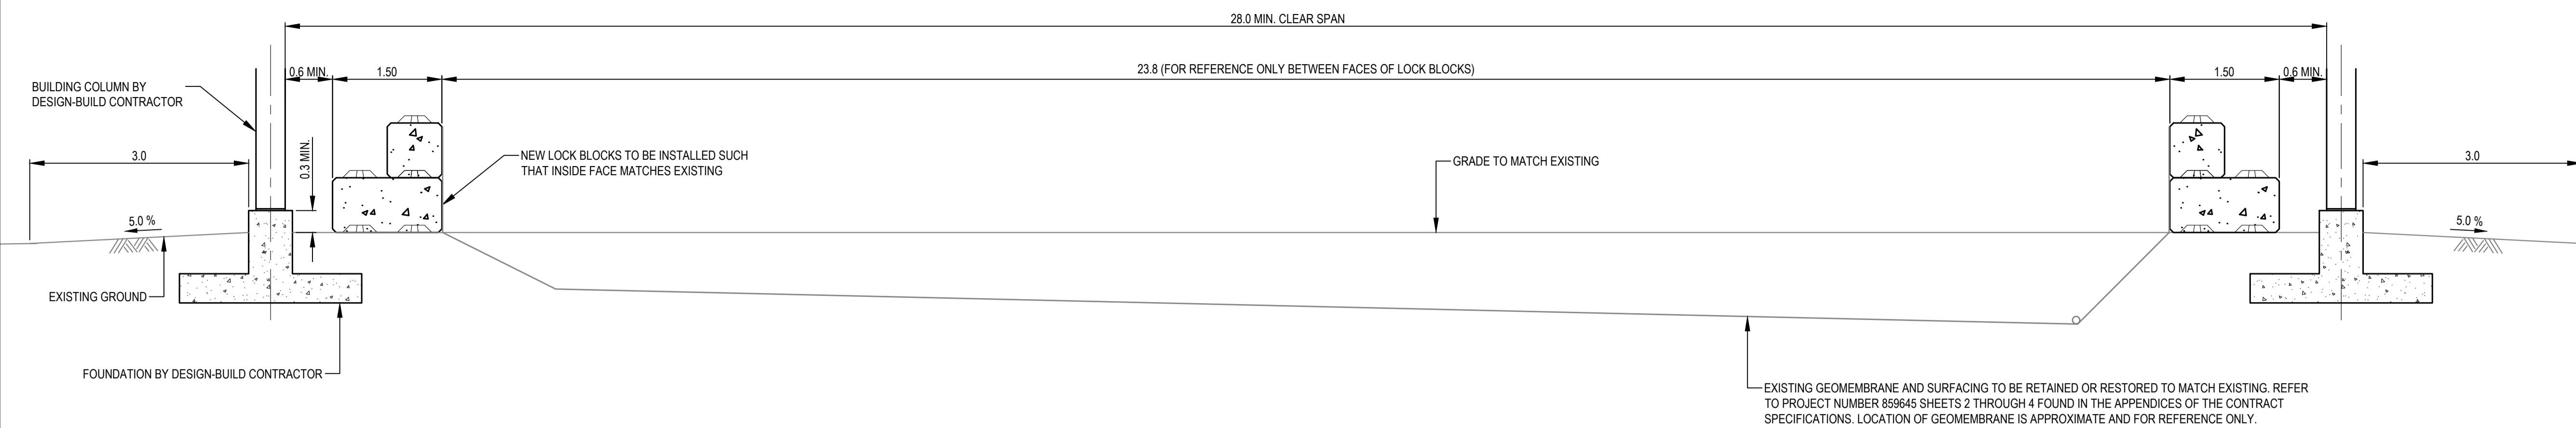 28.0 MIN. CLEAR SPAN
0.6 MIN.
1.50
23.8 (FOR REFERENCE ONLY BETWEEN FACES OF LOCK BLOCKS)
1.50
0.6 MIN.
BUILDING COLUMN BY
DESIGN-BUILD CONTRACTOR
3.0
0.3 MIN.
NEW LOCK BLOCKS TO BE INSTALLED SUCH
THAT INSIDE FACE MATCHES EXISTING
GRADE TO MATCH EXISTING
3.0
5.0 %
5.0 %
EXISTING GROUND
FOUNDATION BY DESIGN-BUILD CONTRACTOR
EXISTING GEOMEMBRANE AND SURFACING TO BE RETAINED OR RESTORED TO MATCH EXISTING. REFER
TO PROJECT NUMBER 859645 SHEETS 2 THROUGH 4 FOUND IN THE APPENDICES OF THE CONTRACT
SPECIFICATIONS. LOCATION OF GEOMEMBRANE IS APPROXIMATE AND FOR REFERENCE ONLY.